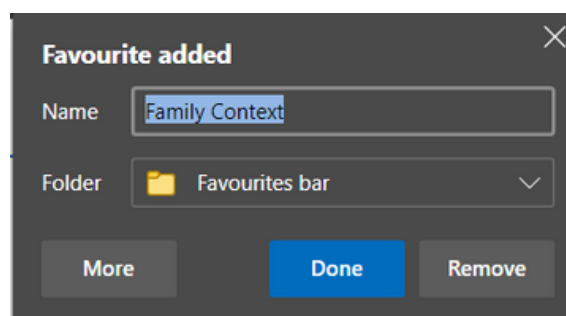 Favourite added
Name Family Context
Folder Favourites bar
More Done Remove